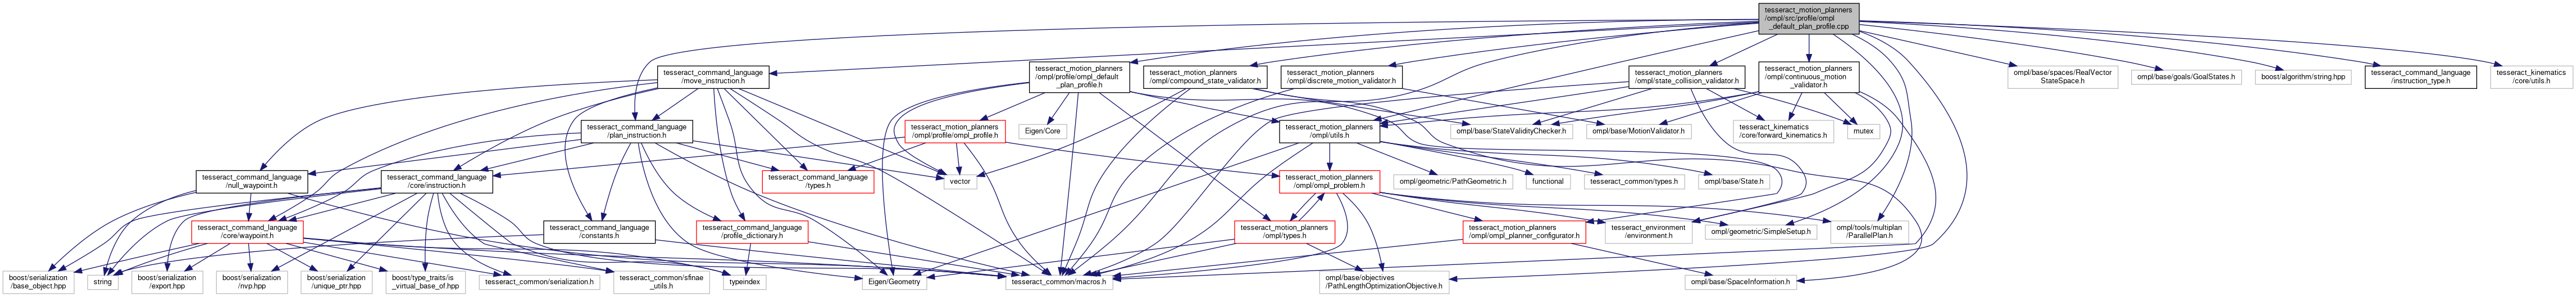 tesseract_motion_planners
/ompl/src/profile/ompl
_default_plan_profile.cpp
tesseract_command_language
/move_instruction.h
tesseract_motion_planners
/ompl/profile/ompl_default
_plan_profile.h
tesseract_motion_planners
/ompl/compound_state_validator.h
tesseract_motion_planners
/ompl/discrete_motion_validator.h
tesseract_motion_planners
/ompl/state_collision_validator.h
tesseract_motion_planners
/ompl/continuous_motion
_validator.h
ompl/base/spaces/RealVector
StateSpace.h
ompl/base/goals/GoalStates.h
boost/algorithm/string.hpp
tesseract_command_language
/instruction_type.h
tesseract_kinematics
/core/utils.h
tesseract_command_language
/plan_instruction.h
tesseract_motion_planners
/ompl/profile/ompl_profile.h
Eigen/Core
tesseract_motion_planners
/ompl/utils.h
ompl/base/StateValidityChecker.h
ompl/base/MotionValidator.h
tesseract_kinematics
/core/forward_kinematics.h
mutex
tesseract_command_language
/null_waypoint.h
tesseract_command_language
/core/instruction.h
tesseract_command_language
/types.h
vector
tesseract_motion_planners
/ompl/ompl_problem.h
ompl/geometric/PathGeometric.h
functional
tesseract_common/types.h
ompl/base/State.h
tesseract_command_language
/core/waypoint.h
tesseract_command_language
/constants.h
tesseract_command_language
/profile_dictionary.h
tesseract_motion_planners
/ompl/types.h
tesseract_motion_planners
/ompl/ompl_planner_configurator.h
tesseract_environment
/environment.h
ompl/geometric/SimpleSetup.h
ompl/tools/multiplan
/ParallelPlan.h
boost/serialization
/base_object.hpp
string
boost/serialization
/export.hpp
boost/serialization
/nvp.hpp
boost/serialization
/unique_ptr.hpp
boost/type_traits/is
_virtual_base_of.hpp
tesseract_common/serialization.h
tesseract_common/sfinae
_utils.h
typeindex
Eigen/Geometry
tesseract_common/macros.h
ompl/base/objectives
/PathLengthOptimizationObjective.h
ompl/base/SpaceInformation.h